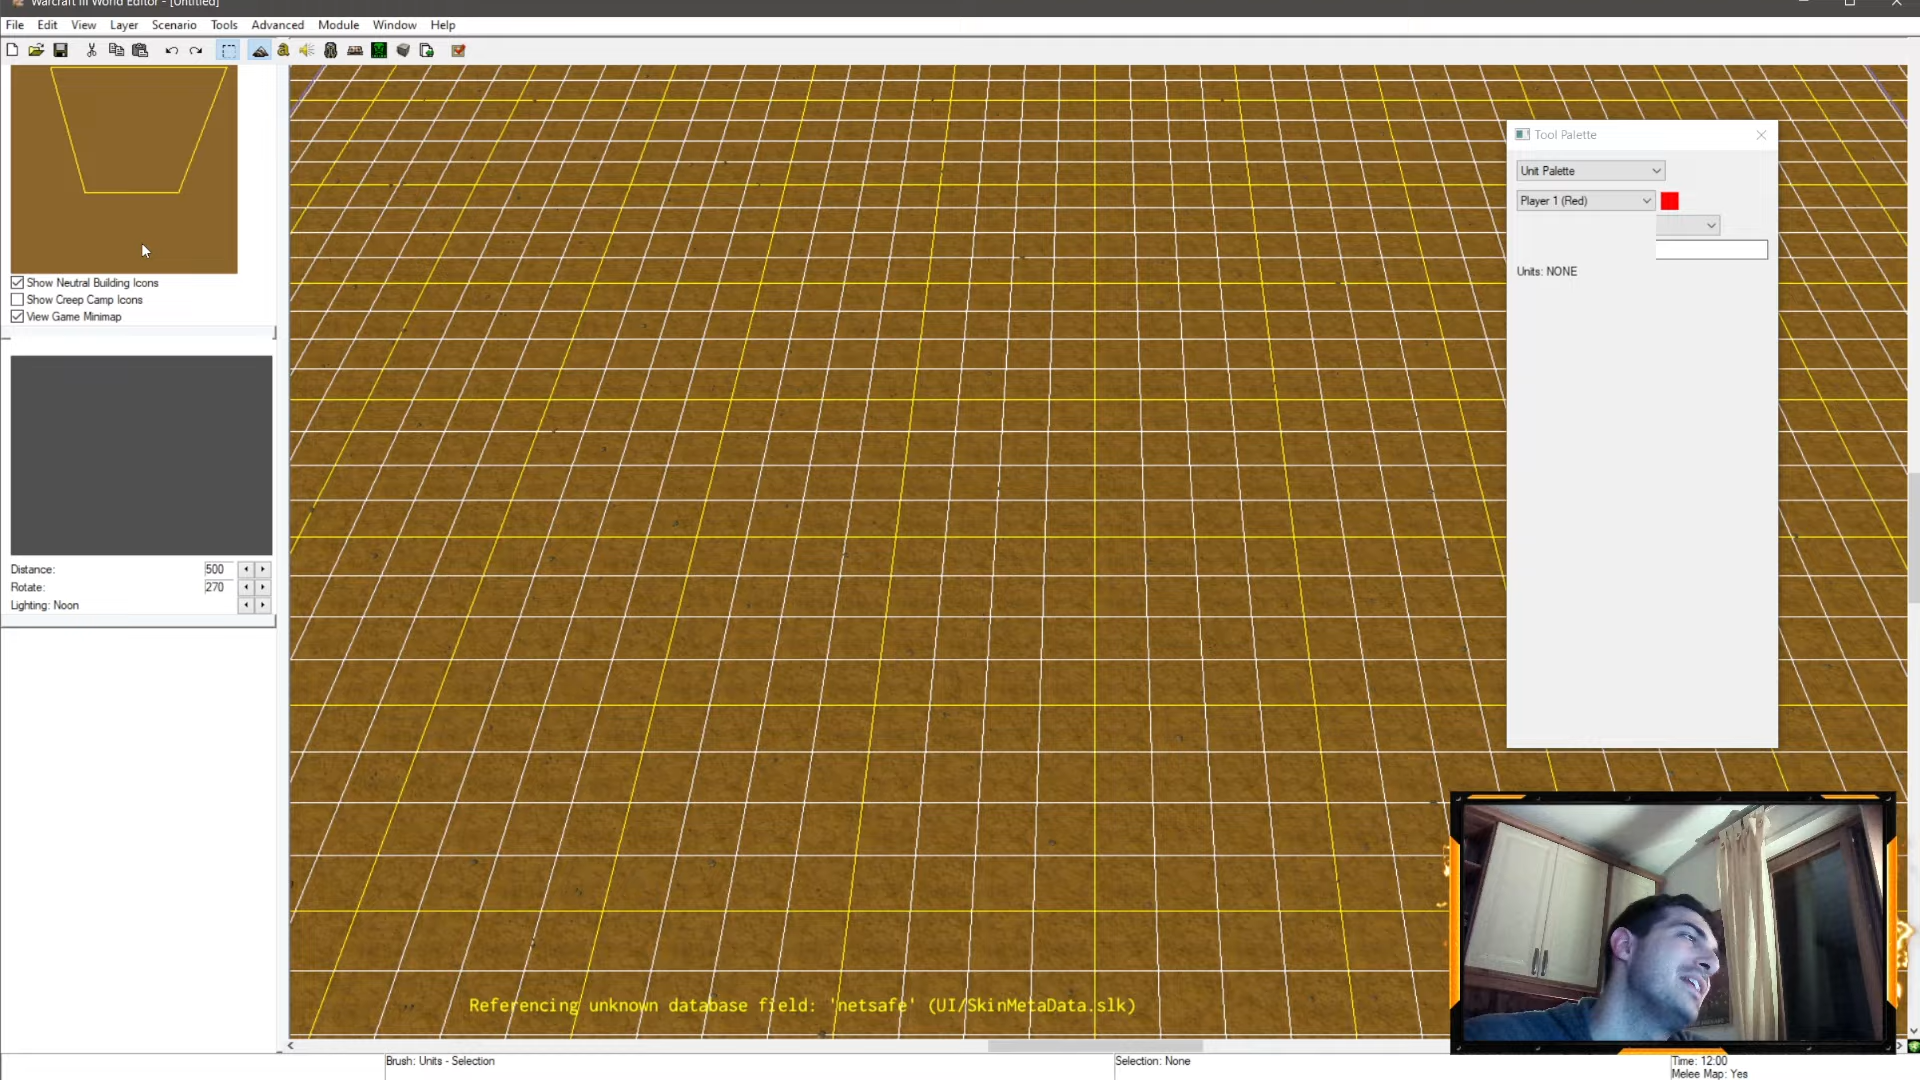 Warcraft III World Editor - [Untitled]
File Edit View Layer Scenario Tools Advanced Module Window Help
Tool Palette
Unit Palette
Player 1 (Red)
Units: NONE
Show Neutral Building Icons
Show Creep Camp Icons
View Game Minimap
Distance: 500
Rotate: 270
Lighting: Noon
Referencing unknown database field: 'netsafe' (UI/SkinMetaData.slk)
Brush: Units - Selection
Selection: None
Time: 12:00
Melee Map: Yes